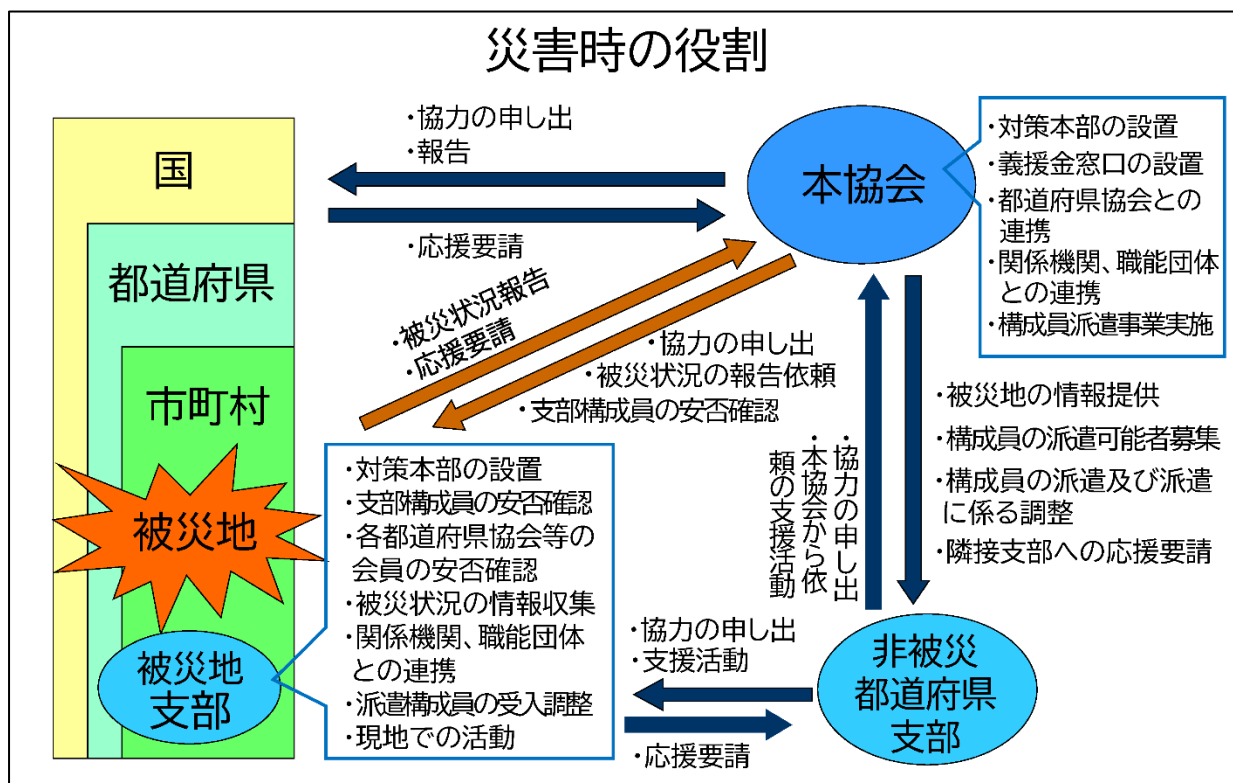 災害時の役割
国
都道府県
市町村
被災地
被災地
支部
・協力の申し出
・報告
・応援要請
本協会
・対策本部の設置
・義援金窓口の設置
・都道府県協会との
連携
・関係機関、職能団体
との連携
・構成員派遣事業実施
・被災状況報告
・応援要請
・協力の申し出
・被災状況の報告依頼
・支部構成員の安否確認
・対策本部の設置
・支部構成員の安否確認
・各都道府県協会等の
会員の安否確認
・被災状況の情報収集
・関係機関、職能団体
との連携
・派遣構成員の受入調整
・現地での活動
・協力の申し出
・本協会から依
頼の支援活動
・被災地の情報提供
・構成員の派遣可能者募集
・構成員の派遣及び派遣
に係る調整
・隣接支部への応援要請
・協力の申し出
・支援活動
・応援要請
非被災
都道府県
支部